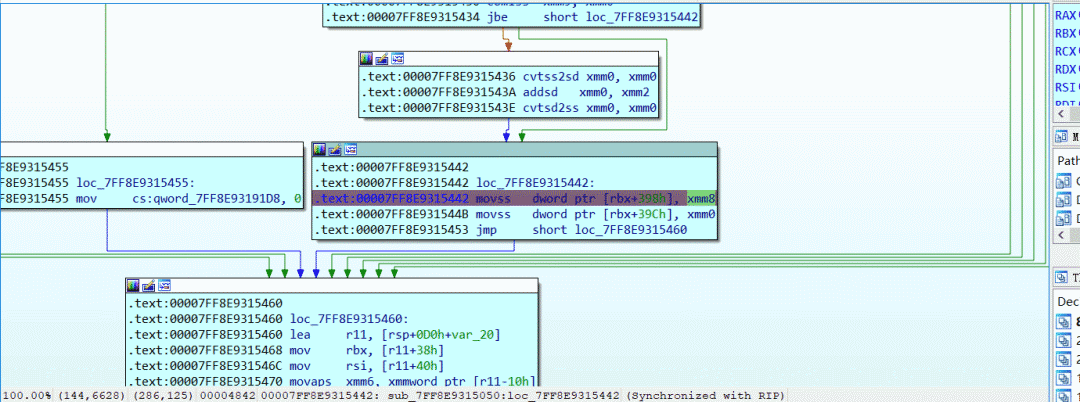 .text:00007FF8E9315434 jbe short loc_7FF8E9315442
.text:00007FF8E9315436 cvtss2sd xmm0, xmm0
.text:00007FF8E931543A addsd xmm0, xmm2
.text:00007FF8E931543E cvtsd2ss xmm0, xmm0
FF8E9315455
FF8E9315455 loc_7FF8E9315455:
FF8E9315455 mov cs:qword_7FF8E93191D8, 0
.text:00007FF8E9315442
.text:00007FF8E9315442 loc_7FF8E9315442:
.text:00007FF8E9315442 movss dword ptr [rbx+398h], xmm8
.text:00007FF8E931544B movss dword ptr [rbx+39Ch], xmm0
.text:00007FF8E9315453 jmp short loc_7FF8E9315460
.text:00007FF8E9315460
.text:00007FF8E9315460 loc_7FF8E9315460:
.text:00007FF8E9315460 lea r11, [rsp+0D0h+var_20]
.text:00007FF8E9315468 mov rbx, [r11+38h]
.text:00007FF8E931546C mov rsi, [r11+40h]
.text:00007FF8E9315470 movaps xmm6, xmmword ptr [r11-10h]
100.00% (144,6628) (286,125) 00004842 00007FF8E9315442: sub_7FF8E9315050:loc_7FF8E9315442 (Synchronized with RIP)
RAX
RBX
RCX
RDX
RSI
M
Path
Dec